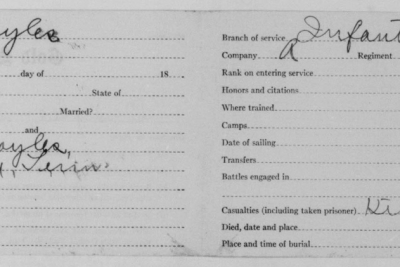 day of 18
State of
Married?
and
Tenn.
Branch of service Infant
Company A Regiment
Rank on entering service
Honors and citations
Where trained
Camps
Date of sailing
Transfers
Battles engaged in
Casualties (including taken prisoner)
Died, date and place
Place and time of burial